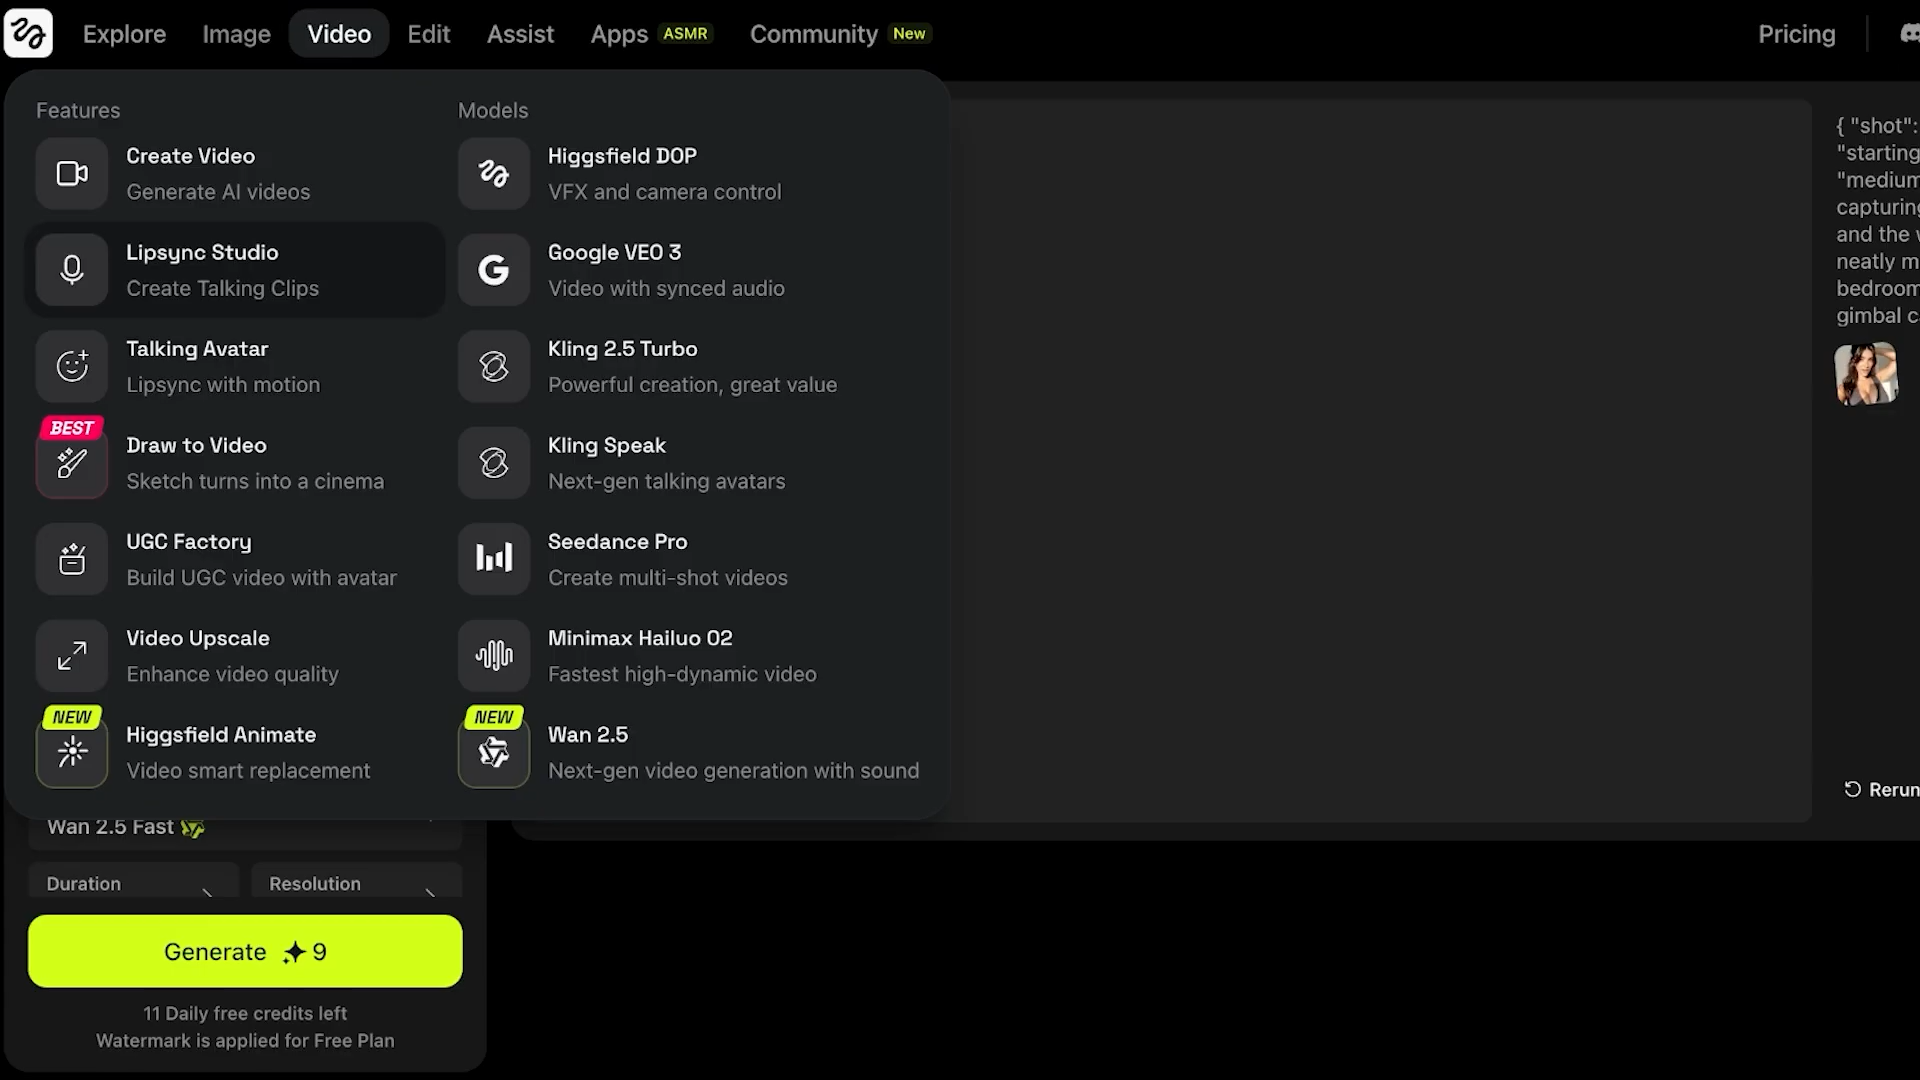 Explore Image Video Edit Assist Apps ASMR Community New Pricing
Features
Create Video
Generate AI videos
Lipsync Studio
Create Talking Clips
Talking Avatar
Lipsync with motion
BEST
Draw to Video
Sketch turns into a cinema
UGC Factory
Build UGC video with avatar
Video Upscale
Enhance video quality
NEW
Higgsfield Animate
Video smart replacement
Models
Higgsfield DOP
VFX and camera control
Google VEO 3
Video with synced audio
Kling 2.5 Turbo
Powerful creation, great value
Kling Speak
Next-gen talking avatars
Seedance Pro
Create multi-shot videos
Minimax Hailuo 02
Fastest high-dynamic video
NEW
Wan 2.5
Next-gen video generation with sound
Wan 2.5 Fast
Duration Resolution
Generate 9
11 Daily free credits left
Watermark is applied for Free Plan
{ "shot":
"starting
"medium
capturing
and the
neatly
bedroom
gimbal
Rerun